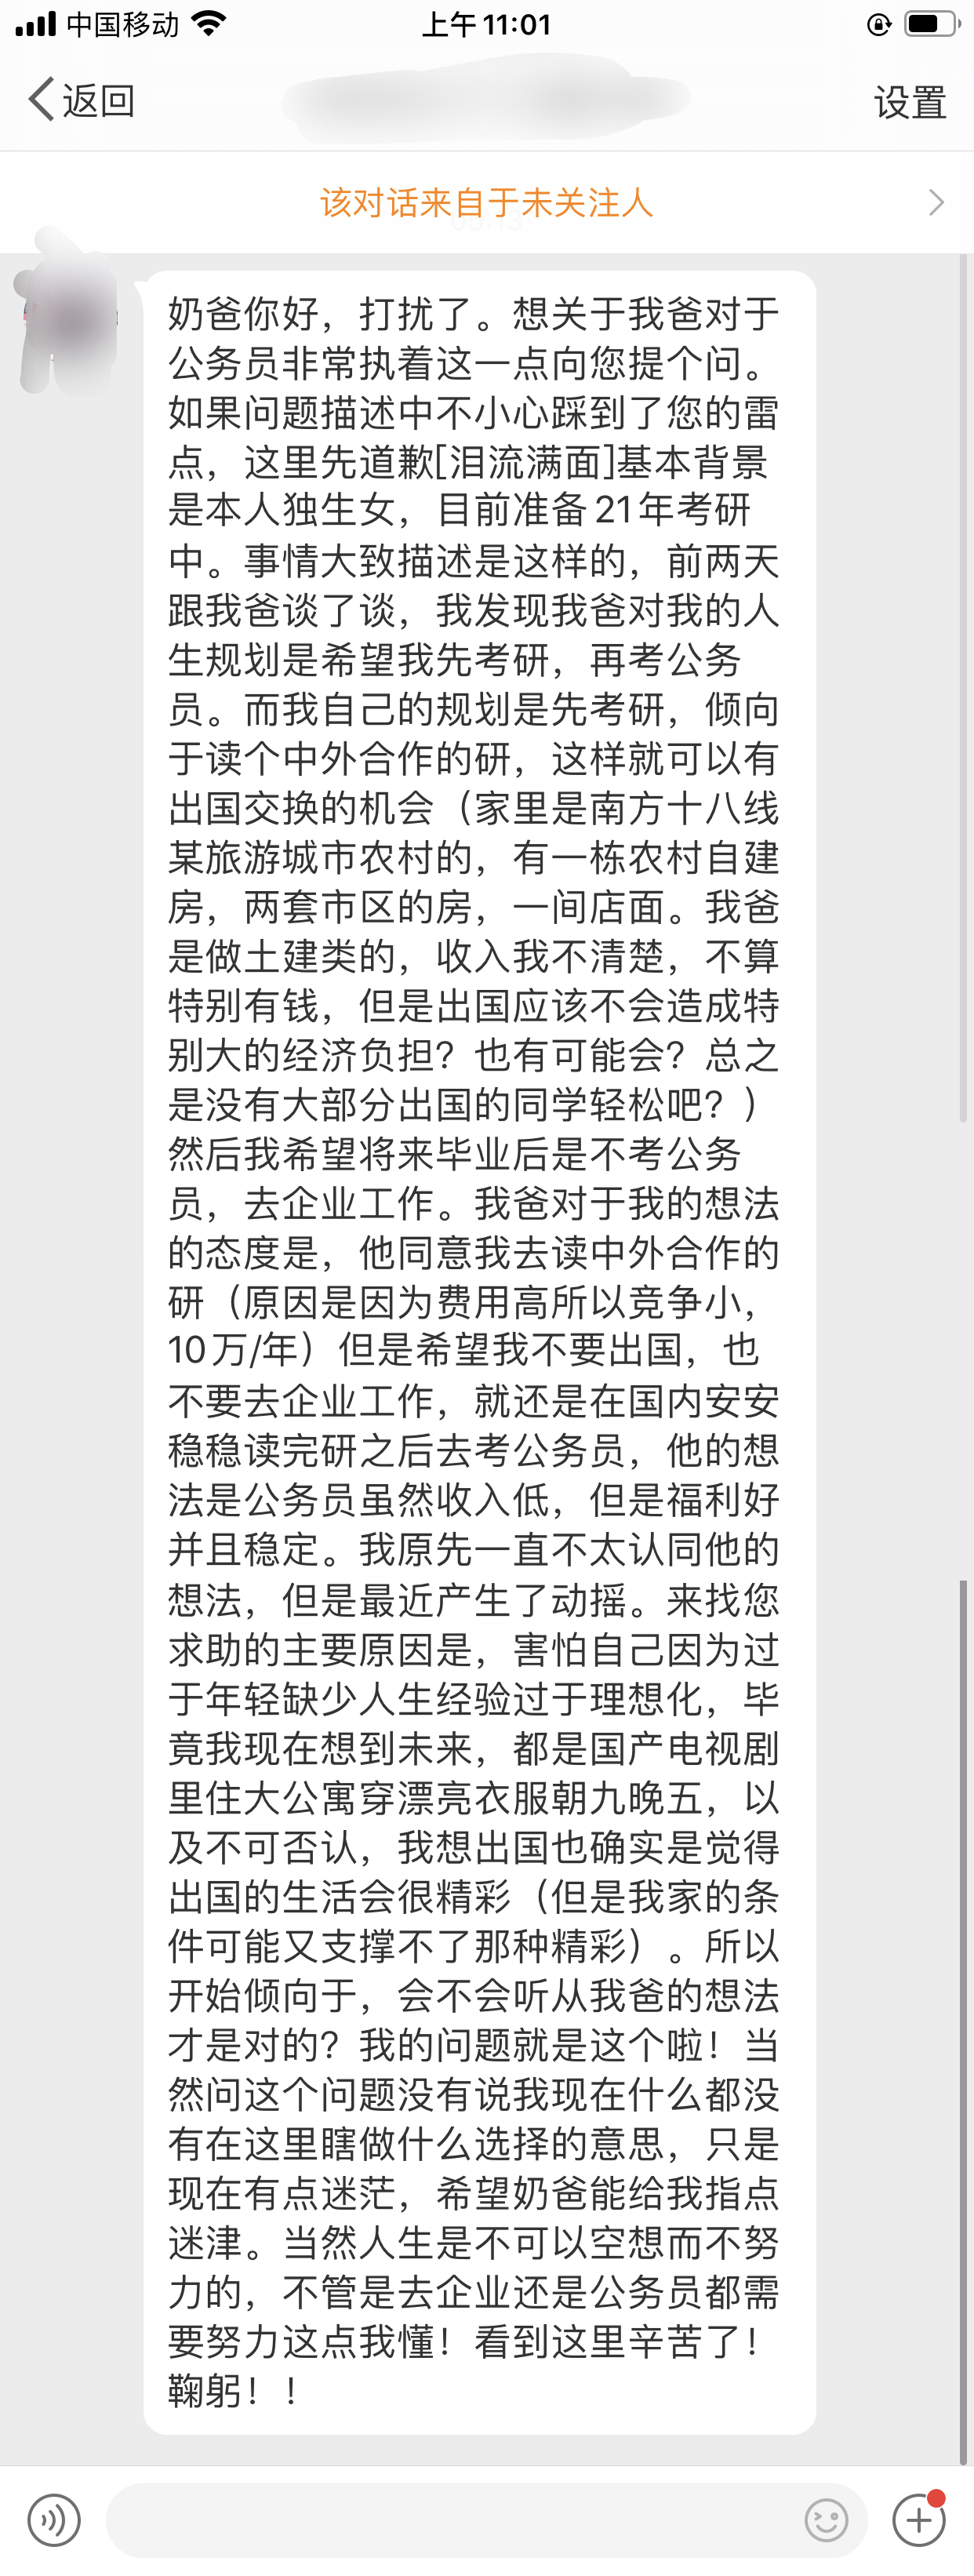 中国移动
上午11:01
返回
设置
该对话来自于未关注人
奶爸你好，打扰了。想关于我爸对于
公务员非常执着这一点向您提个问。
如果问题描述中不小心踩到了您的雷
点，这里先道歉[泪流满面]基本背景
是本人独生女，目前准备21年考研
中。事情大致描述是这样的，前两天
跟我爸谈了谈，我发现我爸对我的人
生规划是希望我先考研，再考公务
员。而我自己的规划是先考研，倾向
于读个中外合作的研，这样就可以有
出国交换的机会（家里是南方十八线
某旅游城市农村的，有一栋农村自建
房，两套市区的房，一间店面。我爸
是做土建类的，收入我不清楚，不算
特别有钱，但是出国应该不会造成特
别大的经济负担？也有可能会？总之
是没有大部分出国的同学轻松吧？）
然后我希望将来毕业后是不考公务
员，去企业工作。我爸对于我的想法
的态度是，他同意我去读中外合作的
研（原因是因为费用高所以竞争小，
10万/年）但是希望我不要出国，也
不要去企业工作，就还是在国内安安
稳稳读完研之后去考公务员，他的想
法是公务员虽然收入低，但是福利好
并且稳定。我原先一直不太认同他的
想法，但是最近产生了动摇。来找您
求助的主要原因是，害怕自己因为过
于年轻缺少人生经验过于理想化，毕
竟我现在想到未来，都是国产电视剧
里住大公寓穿漂亮衣服朝九晚五，以
及不可否认，我想出国也确实是觉得
出国的生活会很精彩（但是我家的条
件可能又支撑不了那种精彩）。所以
开始倾向于，会不会听从我爸的想法
才是对的？我的问题就是这个啦！当
然问这个问题没有说我现在什么都没
有在这里瞎做什么选择的意思，只是
现在有点迷茫，希望奶爸能给我指点
迷津。当然人生是不可以空想而不努
力的，不管是去企业还是公务员都需
要努力这点我懂！看到这里辛苦了！
鞠躬！！